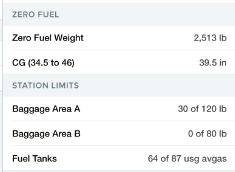 ZERO FUEL
Zero Fuel Weight 2,513 lb
CG (34.5 to 46) 39.5 in
STATION LIMITS
Baggage Area A 30 of 120 lb
Baggage Area B 0 of 80 lb
Fuel Tanks 64 of 87 usg avgas